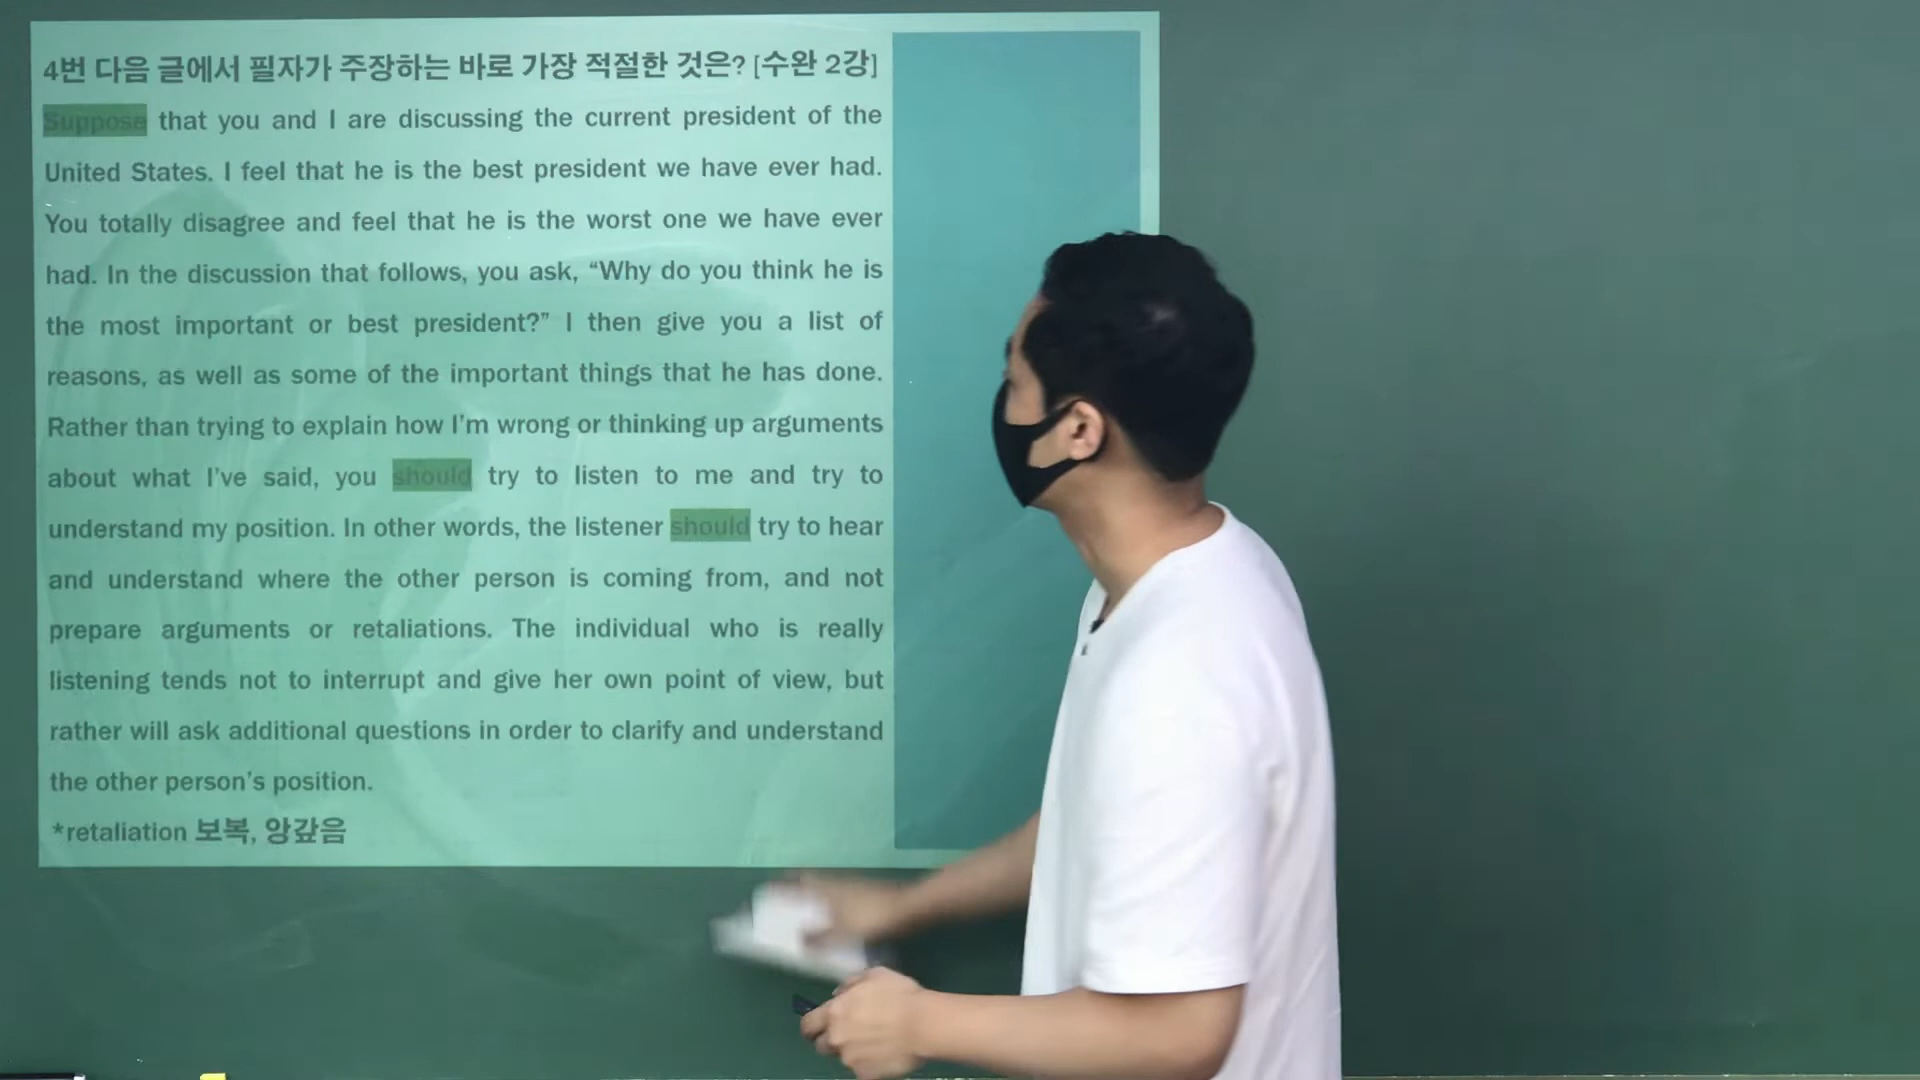 4번 다음 글에서 필자가 주장하는 바로 가장 적절한 것은? [수완 2강]
Suppose that you and I are discussing the current president of the
United States. I feel that he is the best president we have ever had.
You totally disagree and feel that he is the worst one we have ever
had. In the discussion that follows, you ask, “Why do you think he is
the most important or best president?” I then give you a list of
reasons, as well as some of the important things that he has done.
Rather than trying to explain how I’m wrong or thinking up arguments
about what I’ve said, you should try to listen to me and try to
understand my position. In other words, the listener should try to hear
and understand where the other person is coming from, and not
prepare arguments or retaliations. The individual who is really
listening tends not to interrupt and give her own point of view, but
rather will ask additional questions in order to clarify and understand
the other person’s position.
*retaliation 보복, 앙갚음